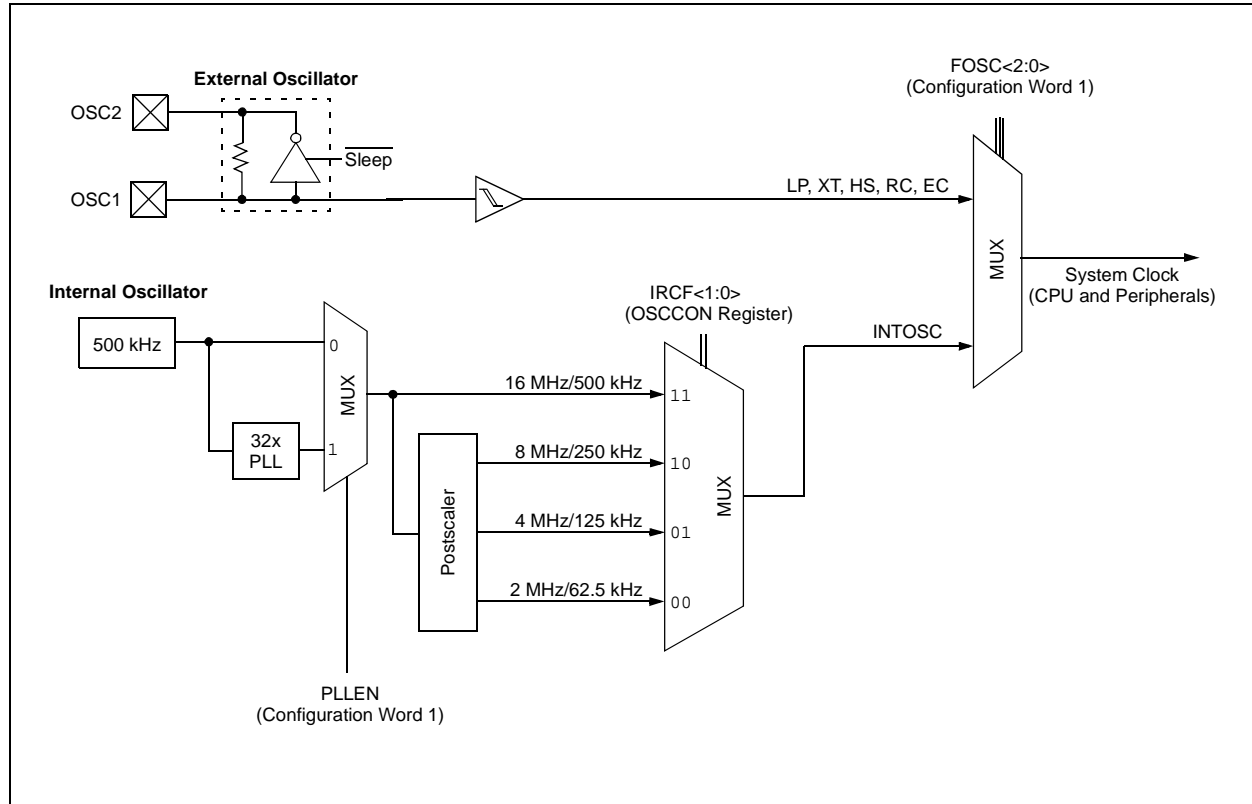 FOSC<2:0>
(Configuration Word 1)
External Oscillator
OSC2
Sleep
OSC1
LP, XT, HS, RC, EC
MUX
System Clock
(CPU and Peripherals)
Internal Oscillator
IRCF<1:0>
(OSCCON Register)
INTOSC
500 kHz
0
MUX
16 MHz/500 kHz
11
32x
PLL
1
8 MHz/250 kHz
10
MUX
Postscaler
4 MHz/125 kHz
01
2 MHz/62.5 kHz
00
PLLEN
(Configuration Word 1)